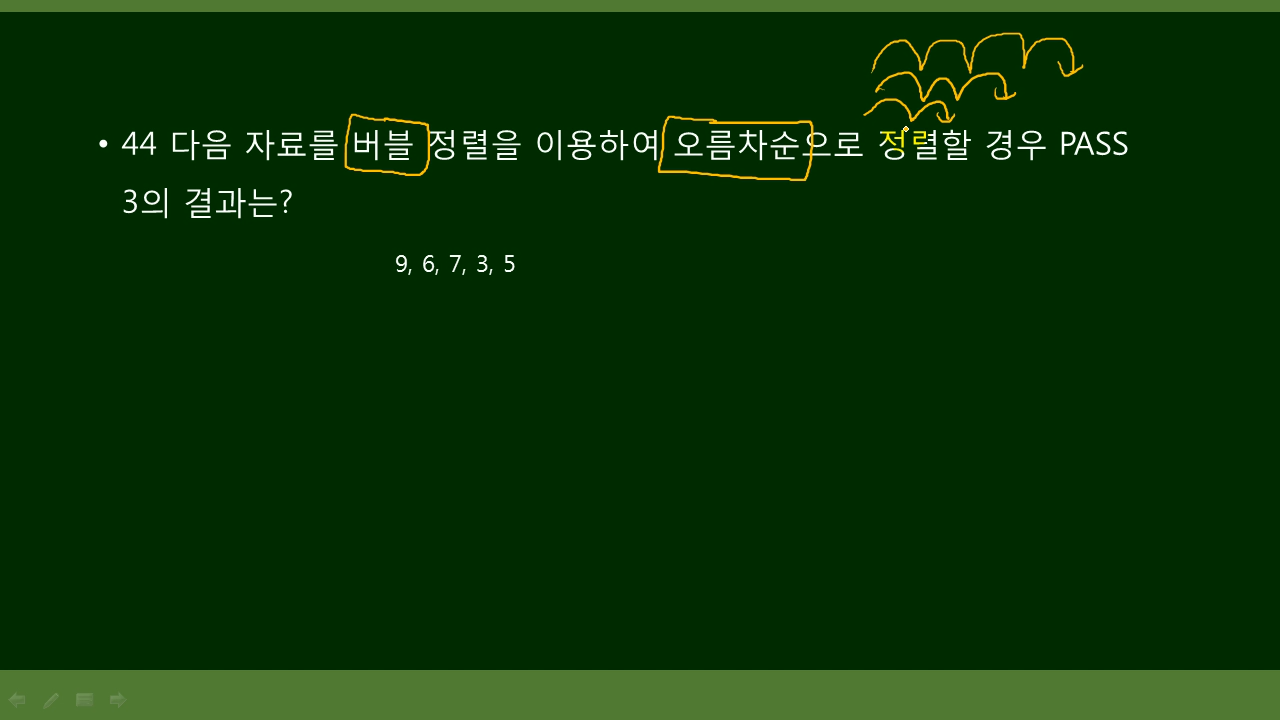 • 44 다음 자료를 버블 정렬을 이용하여 오름차순으로 정렬할 경우 PASS
3의 결과는?
9, 6, 7, 3, 5